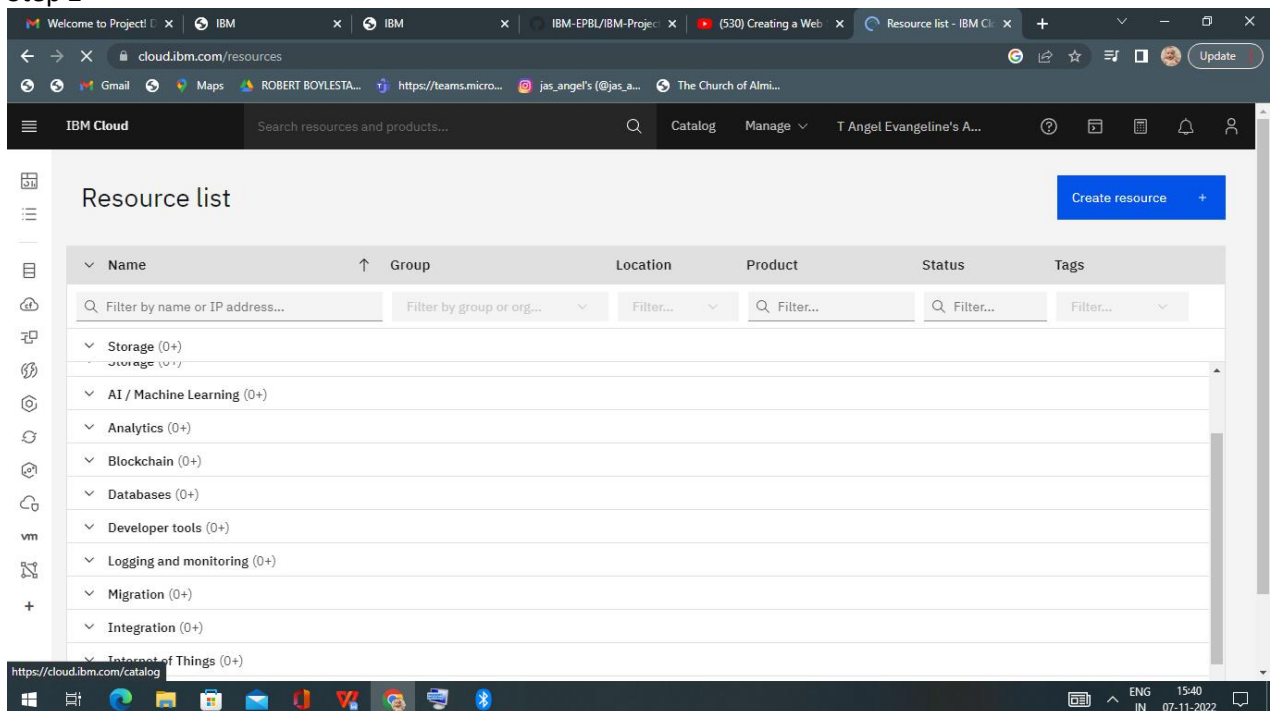 Welcome to Project! D
IBM
IBM
IBM-EPBL/IBM-Projec
(530) Creating a Web
Resource list - IBM Cl
cloud.ibm.com/resources
Update
Gmail
Maps
ROBERT BOYLESTA...
https://teams.micro...
jas_angel's (@jas_a...
The Church of Almi...
IBM Cloud
Search resources and products...
Catalog
Manage
T Angel Evangeline's A...
Resource list
Create resource +
Name
Group
Location
Product
Status
Tags
Filter by name or IP address...
Filter by group or org...
Filter...
Filter...
Filter...
Filter...
Storage (0+)
Storage (0+)
AI / Machine Learning (0+)
Analytics (0+)
Blockchain (0+)
Databases (0+)
Developer tools (0+)
vm
Logging and monitoring (0+)
Migration (0+)
Integration (0+)
Internet of Things (0+)
https://cloud.ibm.com/catalog
ENG
IN
15:40
07-11-2022